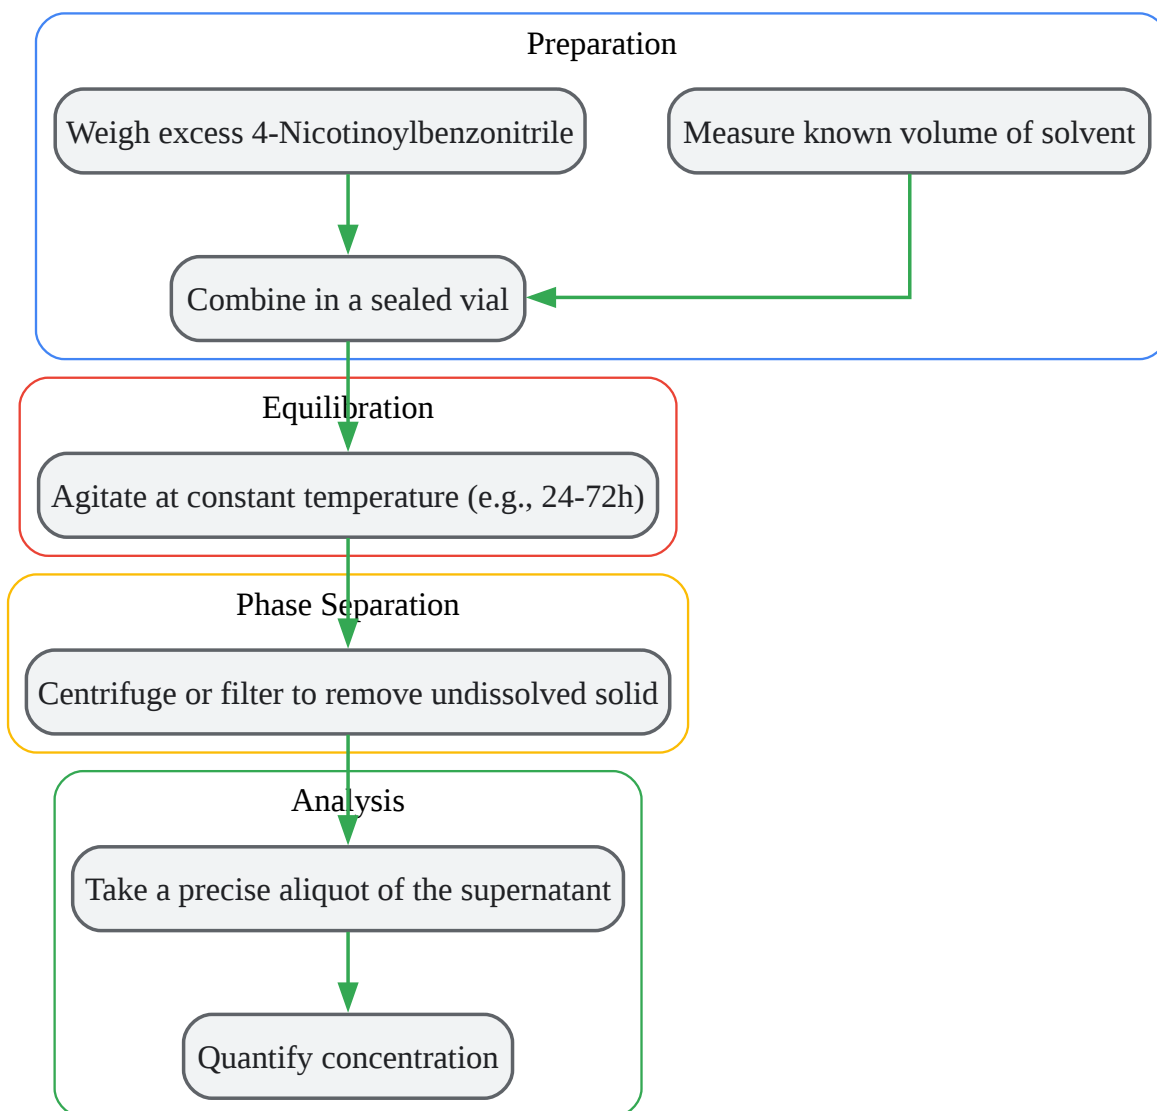 Preparation
Weigh excess 4-Nicotinoylbenzonitrile
Measure known volume of solvent
Combine in a sealed vial
Equilibration
Agitate at constant temperature (e.g., 24-72h)
Phase Separation
Centrifuge or filter to remove undissolved solid
Analysis
Take a precise aliquot of the supernatant
Quantify concentration